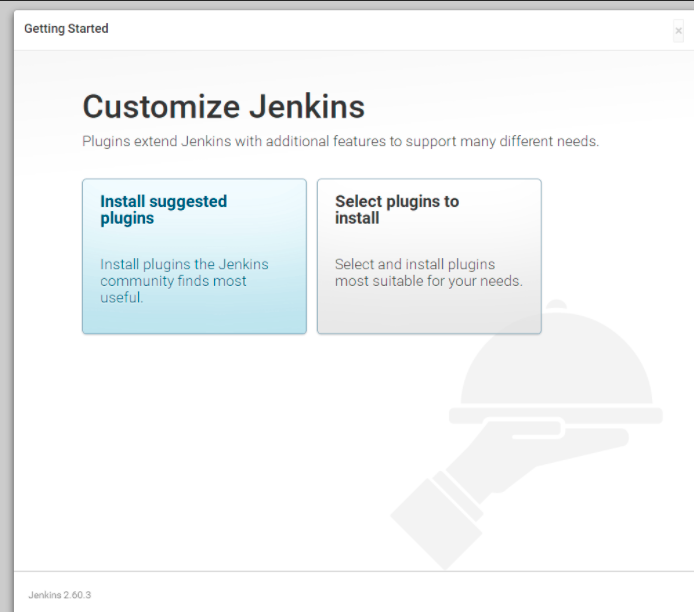 Getting Started
×
Customize Jenkins
Plugins extend Jenkins with additional features to support many different needs.
Install suggested
plugins
Install plugins the Jenkins
community finds most
useful.
Select plugins to
install
Select and install plugins
most suitable for your needs.
Jenkins 2.60.3